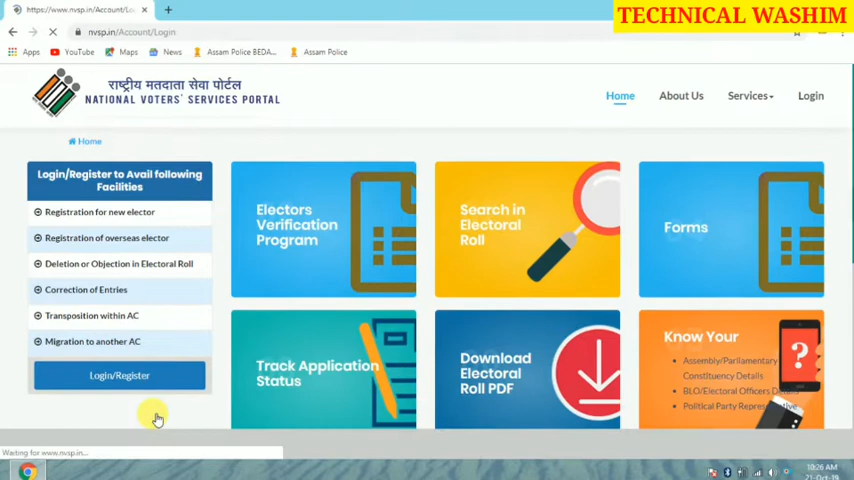 TECHNICAL WASHIM
https://www.nvsp.in/Account/Lo
nvsp.in/Account/Login
Apps
YouTube
Maps
News
Assam Police BEDA...
Assam Police
राष्ट्रीय मतदाता सेवा पोर्टल
NATIONAL VOTERS' SERVICES PORTAL
Home
About Us
Services
Login
Home
Login/Register to Avail following
Facilities
Registration for new elector
Registration of overseas elector
Deletion or Objection in Electoral Roll
Correction of Entries
Transposition within AC
Migration to another AC
Login/Register
Electors
Verification
Program
Search in
Electoral
Roll
Forms
Track Application
Status
Download
Electoral
Roll PDF
Know Your
Assembly/Parliamentary
Constituency Details
BLO/Electoral Officers Details
Political Party Representative
Waiting for www.nvsp.in...
10:26 AM
21-Oct-19